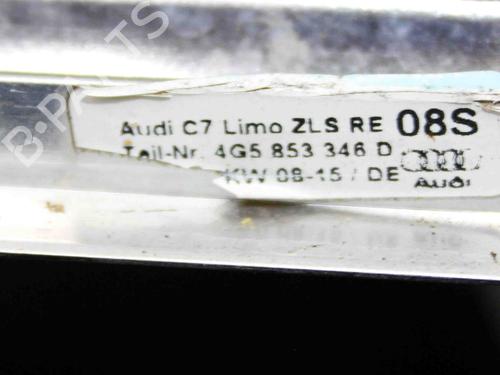 B-PARTS
Audi C7 Limo ZLS RE 08S
Teil-Nr. 4G5 853 346 D
KW 08-15 / DE
Audi